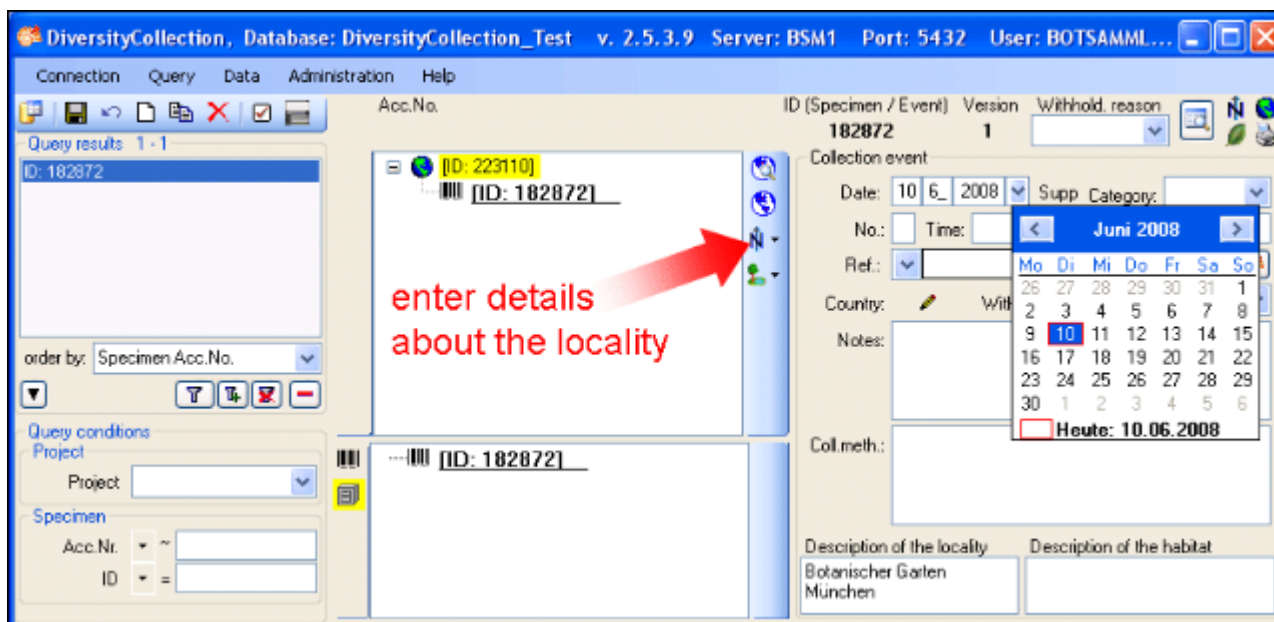 DiversityCollection, Database: DiversityCollection_Test v. 2.5.3.9 Server: BSM1 Port: 5432 User: BOTSAMML...
Connection Query Data Administration Help
Acc.No.
ID (Specimen / Event) Version Withhold. reason
182872 1
Query results 1 - 1
ID: 182872
order by: Specimen Acc.No.
Query conditions
Project
Project
Specimen
Acc.Nr. ~
ID =
[ID: 223110]
[ID: 182872]
enter details
about the locality
[ID: 182872]
Collection event
Date: 10 6_ 2008 Supp Category:
No.: Time:
Ref.:
Country: With
Notes:
Juni 2008
Mo Di Mi Do Fr Sa So
26 27 28 29 30 31 1
2 3 4 5 6 7 8
9 10 11 12 13 14 15
16 17 18 19 20 21 22
23 24 25 26 27 28 29
30 1 2 3 4 5 6
Heute: 10.06.2008
Coll.meth.:
Description of the locality Description of the habitat
Botanischer Garten
München